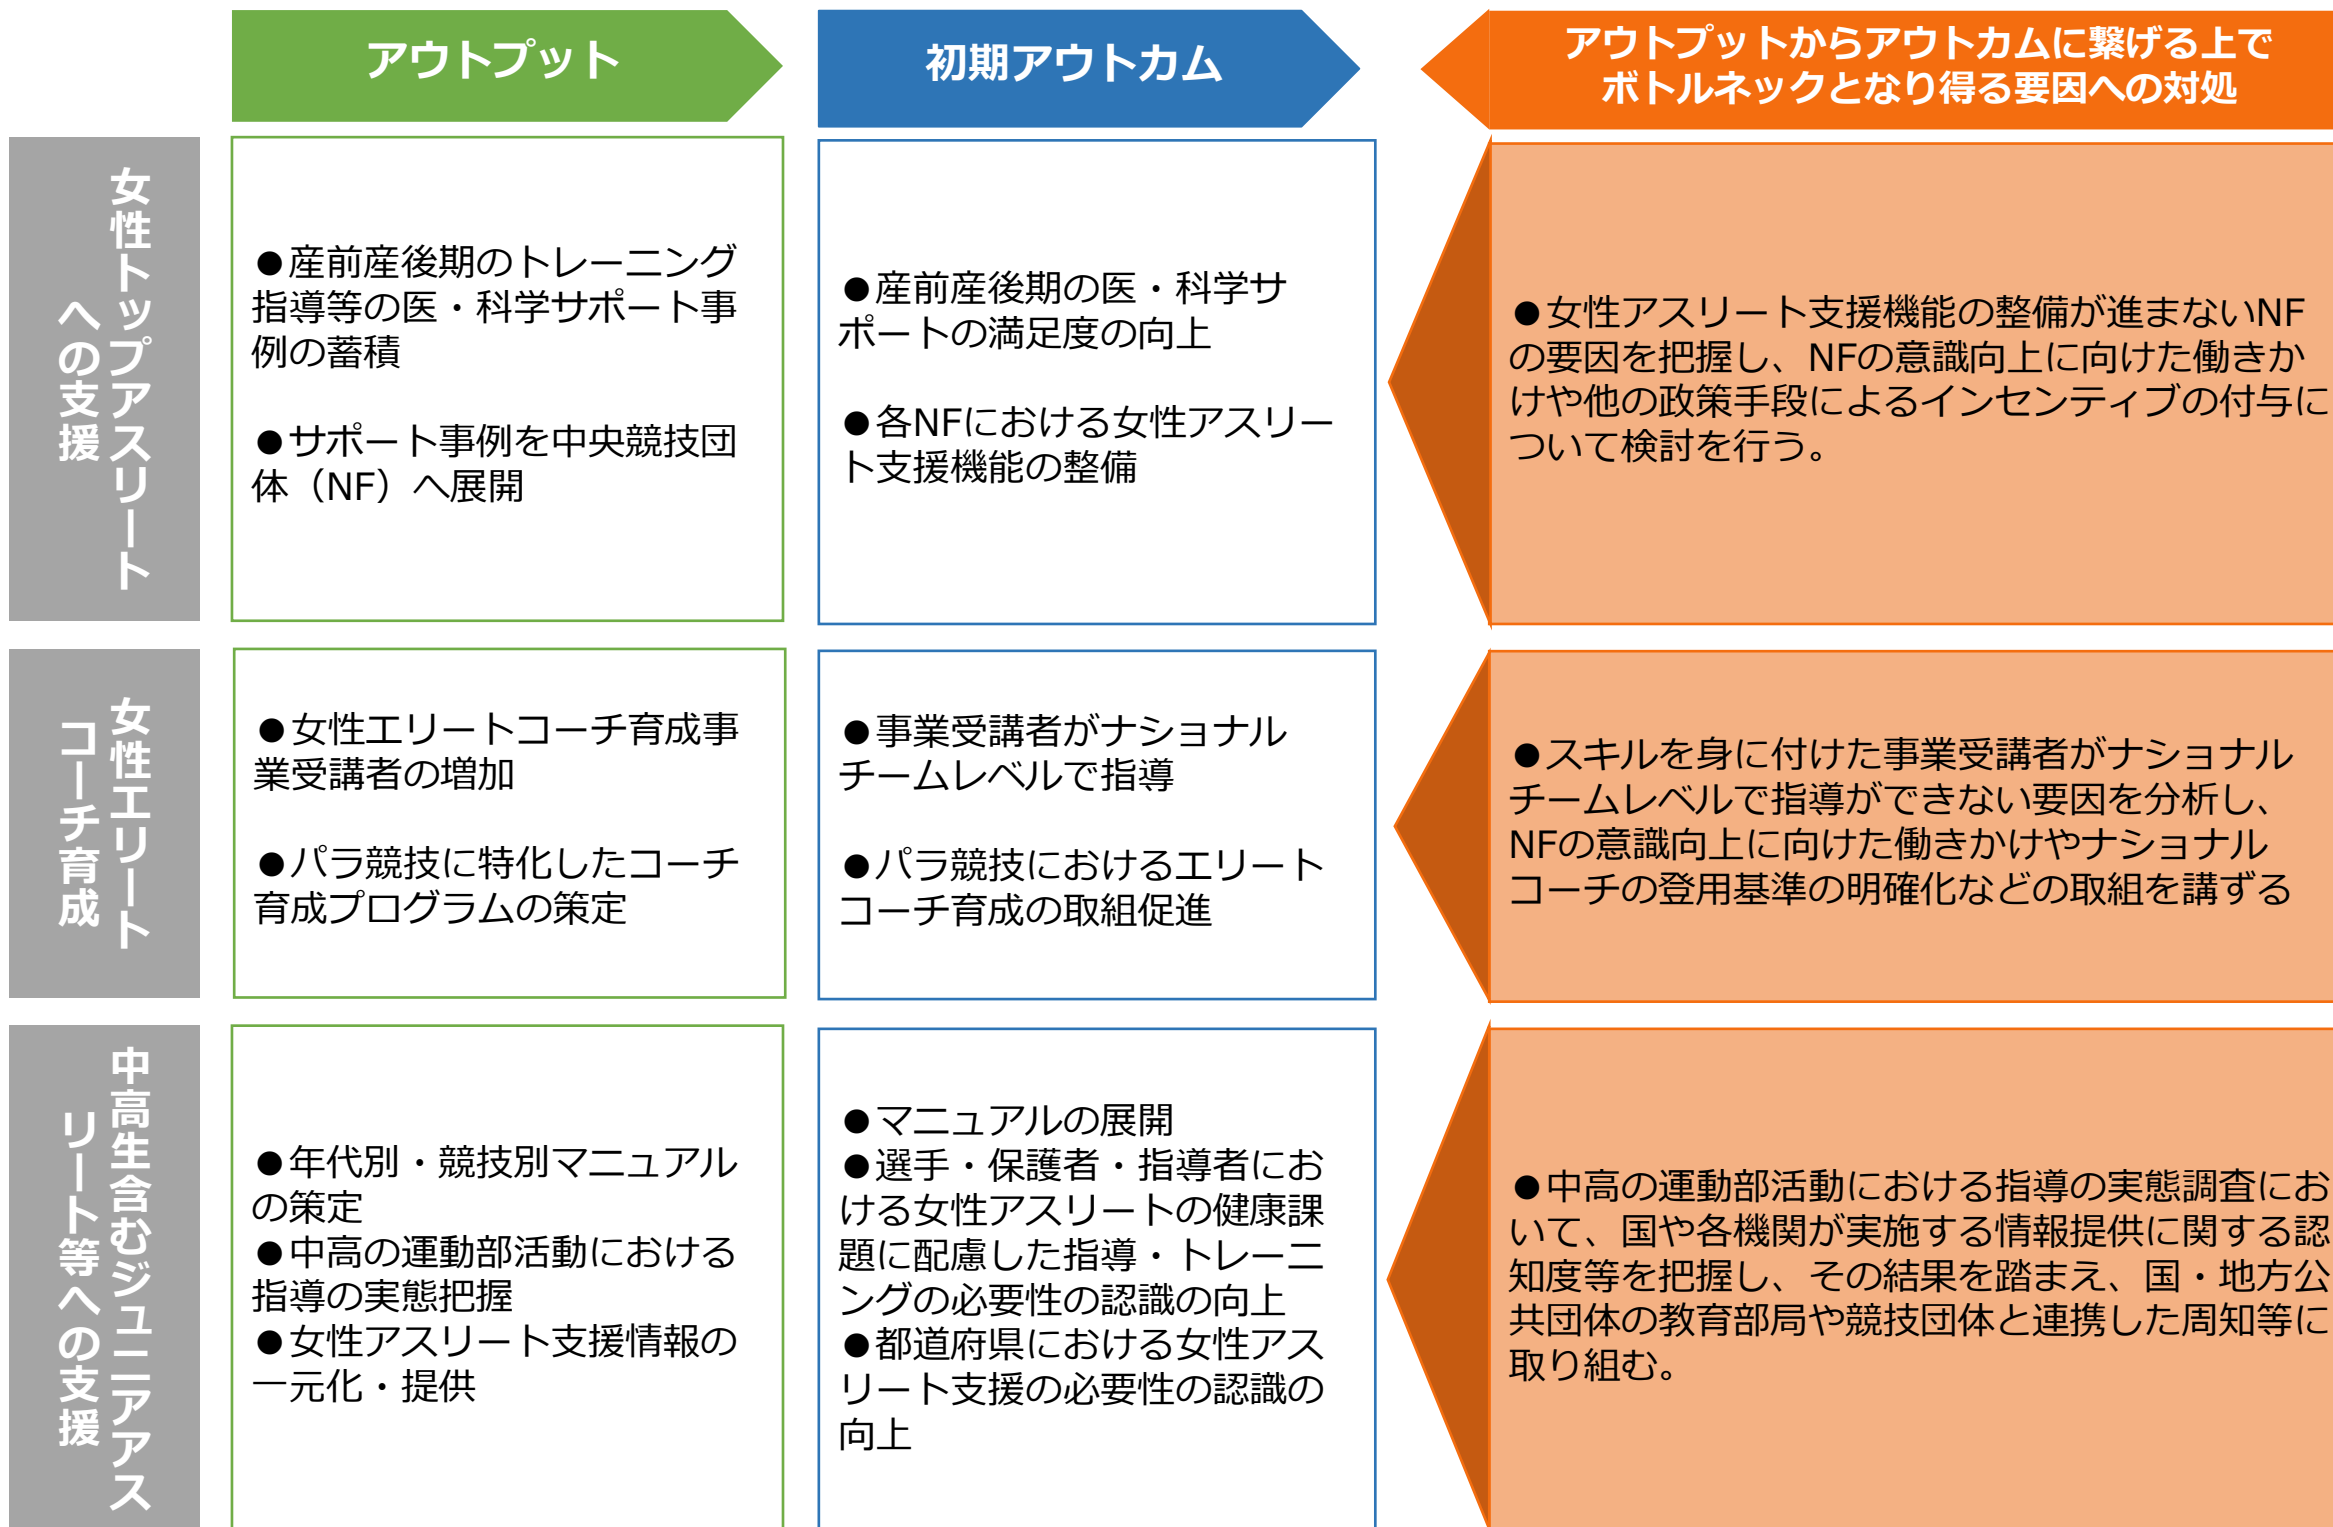 アウトプット
初期アウトカム
アウトプットからアウトカムに繋げる上で
ボトルネックとなり得る要因への対処
女性トップアスリート
への支援
●産前産後期のトレーニング
指導等の医・科学サポート事
例の蓄積
●サポート事例を中央競技団
体（NF）へ展開
●産前産後期の医・科学サ
ポートの満足度の向上
●各NFにおける女性アスリー
ト支援機能の整備
●女性アスリート支援機能の整備が進まないNF
の要因を把握し、NFの意識向上に向けた働きか
けや他の政策手段によるインセンティブの付与に
ついて検討を行う。
女性エリート
コーチ育成
●女性エリートコーチ育成事
業受講者の増加
●パラ競技に特化したコーチ
育成プログラムの策定
●事業受講者がナショナル
チームレベルで指導
●パラ競技におけるエリート
コーチ育成の取組促進
●スキルを身に付けた事業受講者がナショナル
チームレベルで指導ができない要因を分析し、
NFの意識向上に向けた働きかけやナショナル
コーチの登用基準の明確化などの取組を講ずる
中高生含むジュニアアス
リート等への支援
●年代別・競技別マニュアル
の策定
●中高の運動部活動における
指導の実態把握
●女性アスリート支援情報の
一元化・提供
●マニュアルの展開
●選手・保護者・指導者にお
ける女性アスリートの健康課
題に配慮した指導・トレーニ
ングの必要性の認識の向上
●都道府県における女性アス
リート支援の必要性の認識の
向上
●中高の運動部活動における指導の実態調査にお
いて、国や各機関が実施する情報提供に関する認
知度等を把握し、その結果を踏まえ、国・地方公
共団体の教育部局や競技団体と連携した周知等に
取り組む。